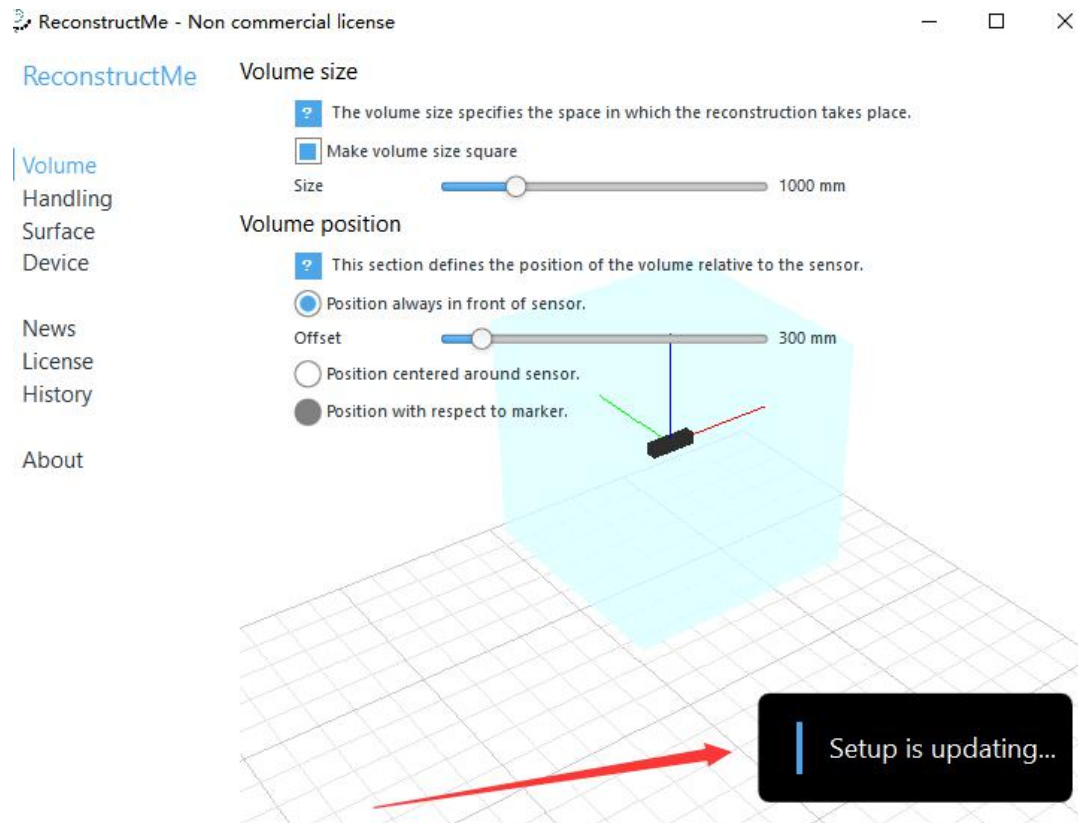 ReconstructMe - Non commercial license
ReconstructMe
Volume
Handling
Surface
Device
News
License
History
About
Volume size
? The volume size specifies the space in which the reconstruction takes place.
Make volume size square
Size 1000 mm
Volume position
? This section defines the position of the volume relative to the sensor.
Position always in front of sensor.
Offset 300 mm
Position centered around sensor.
Position with respect to marker.
Setup is updating...